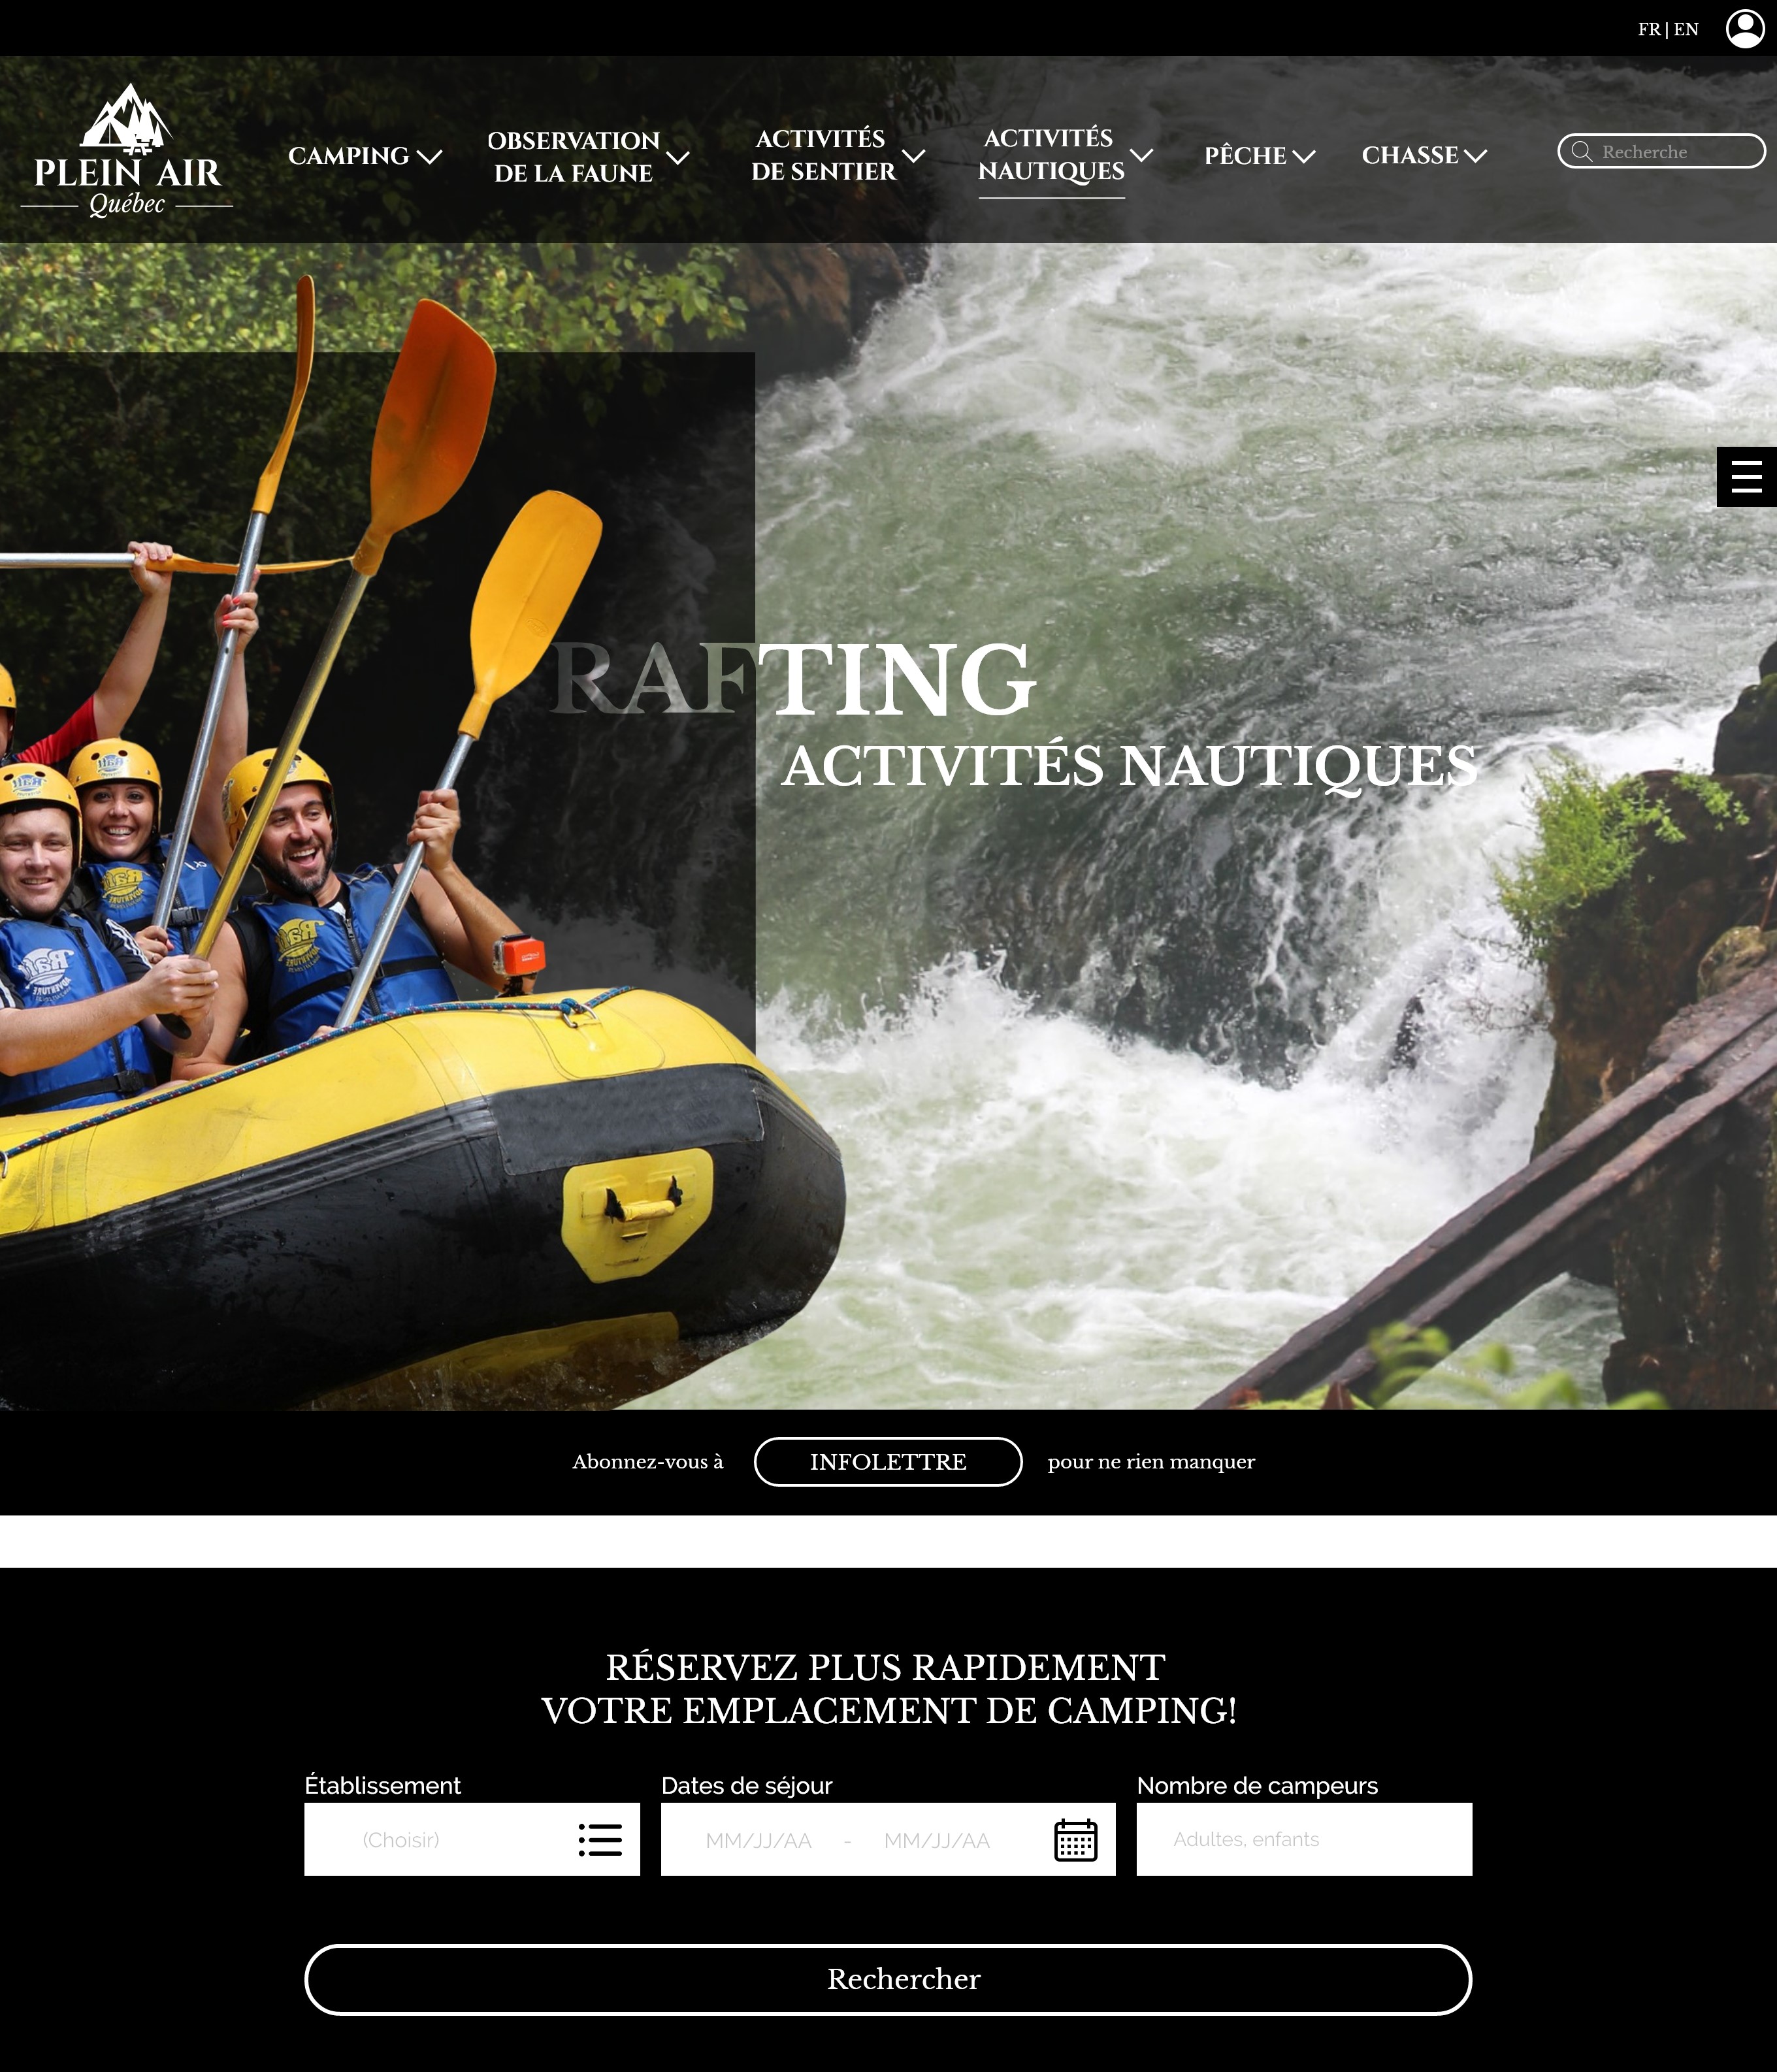 FR | EN
PLEIN AIR
Québec
CAMPING
OBSERVATION
DE LA FAUNE
ACTIVITÉS
DE SENTIER
ACTIVITÉS
NAUTIQUES
PÊCHE
CHASSE
Recherche
RAFTING
ACTIVITÉS NAUTIQUES
Abonnez-vous à
INFOLETTRE
pour ne rien manquer
RÉSERVEZ PLUS RAPIDEMENT
VOTRE EMPLACEMENT DE CAMPING!
Établissement
Dates de séjour
Nombre de campeurs
(Choisir)
MM/JJ/AA - MM/JJ/AA
Adultes, enfants
Rechercher